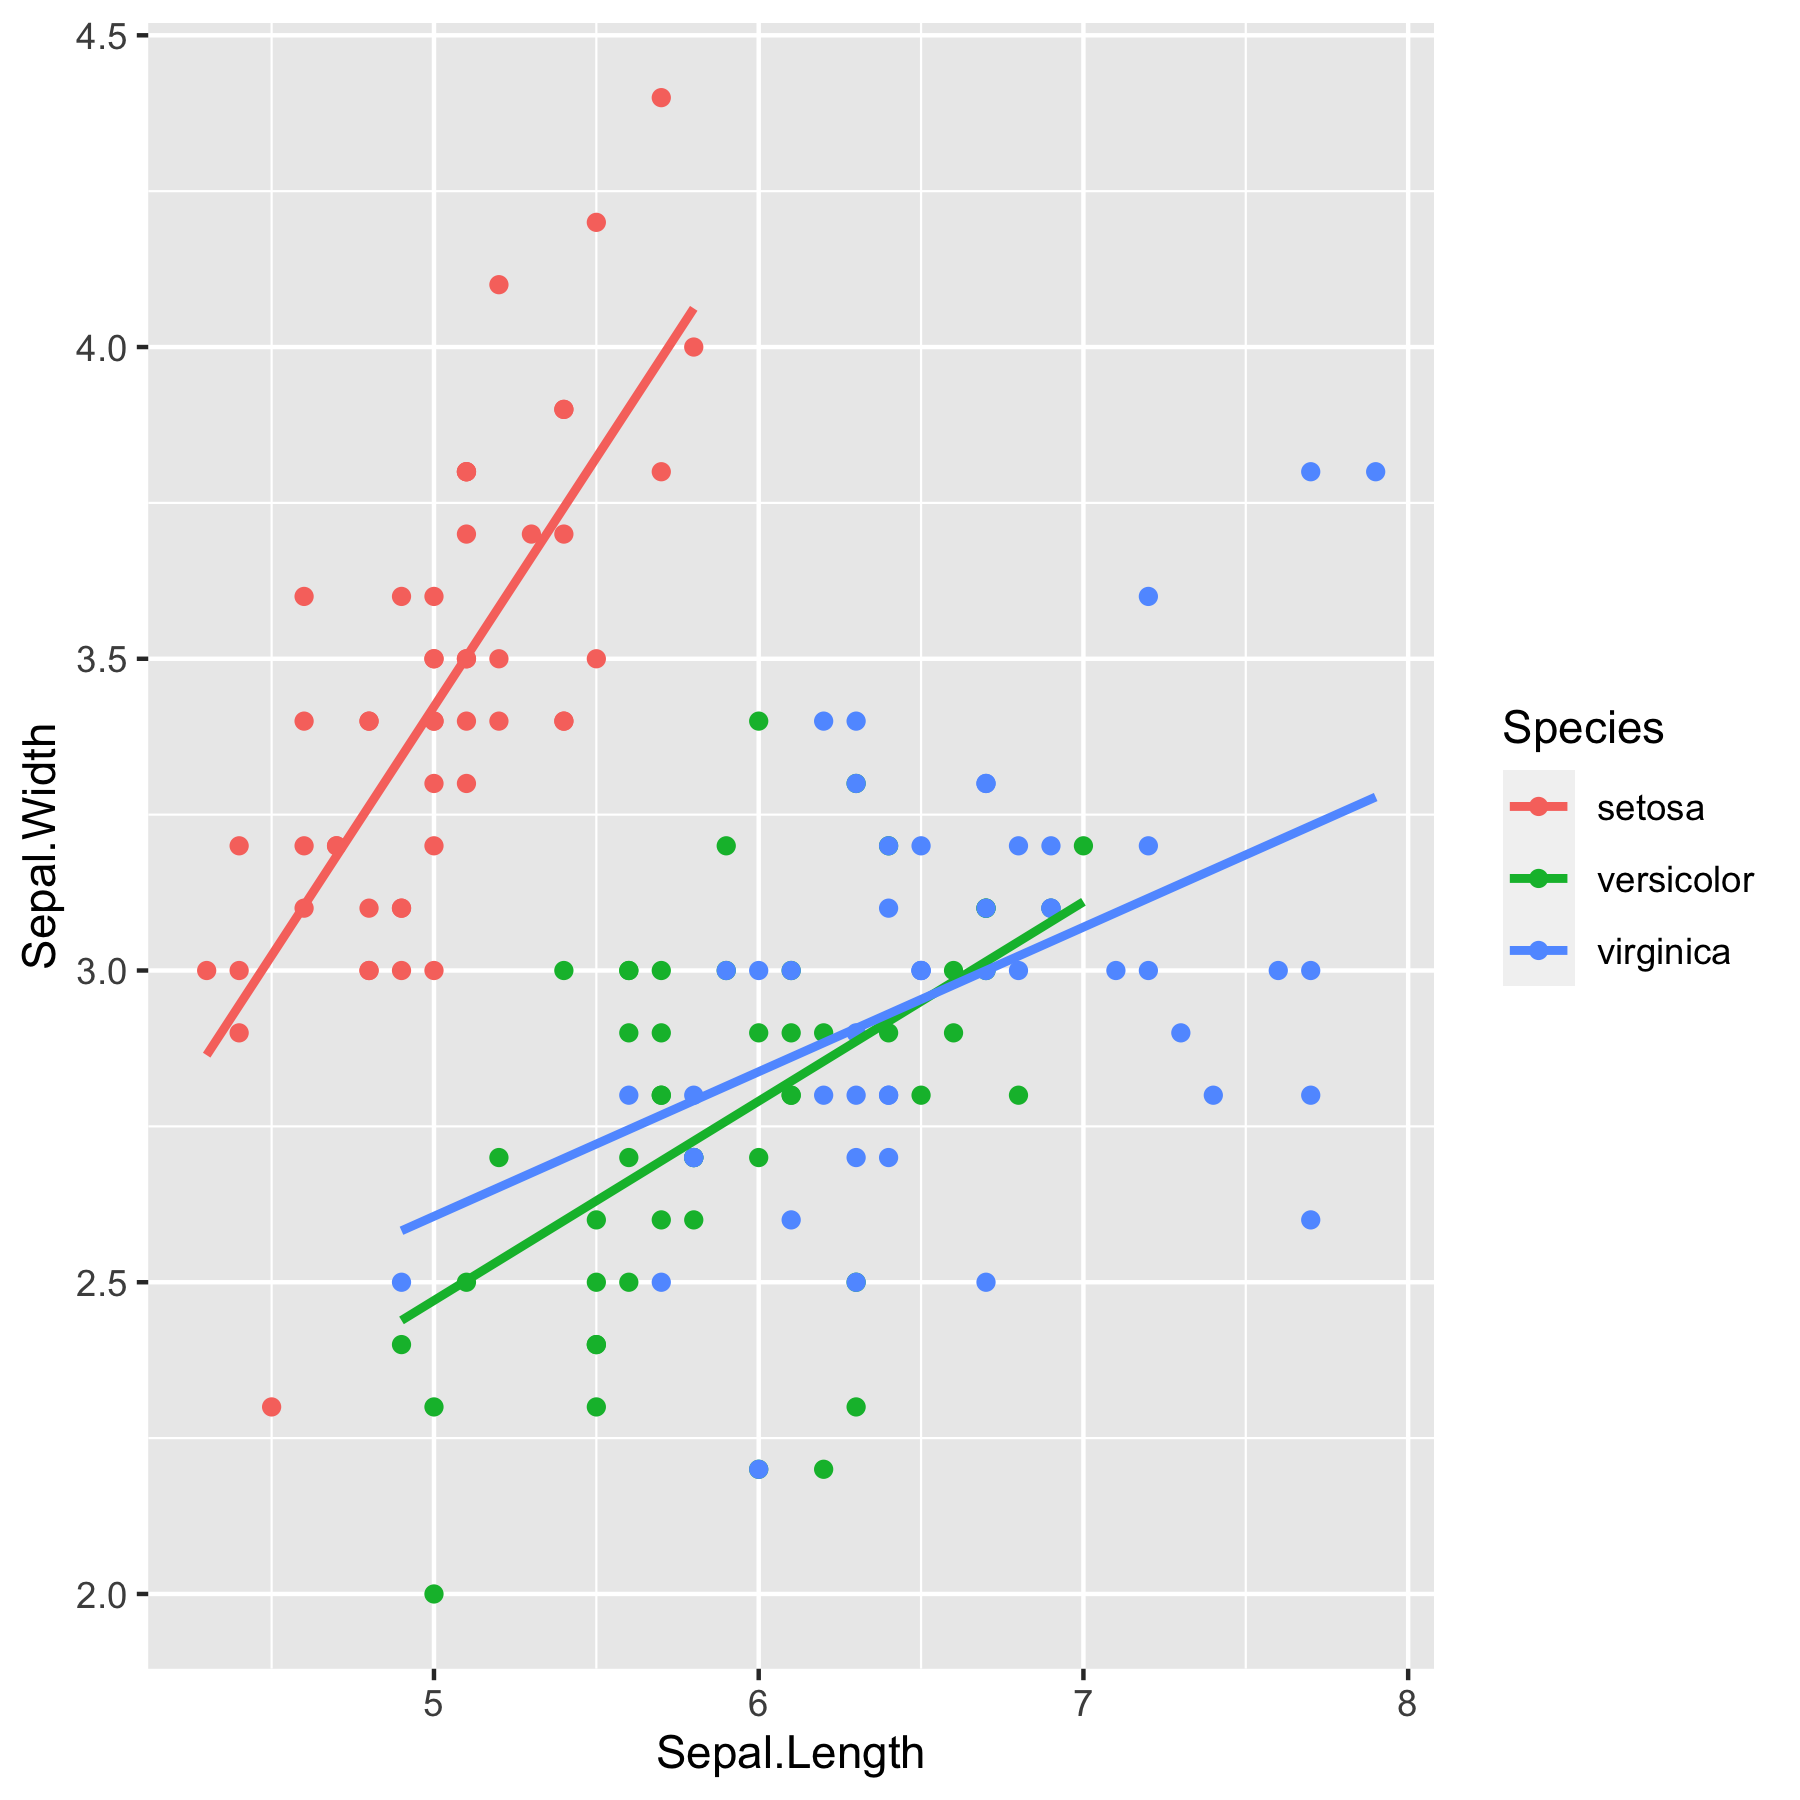 4.5
4.0
3.5
3.0
2.5
2.0
Sepal.Width
5 6 7 8
Sepal.Length
Species
setosa
versicolor
virginica